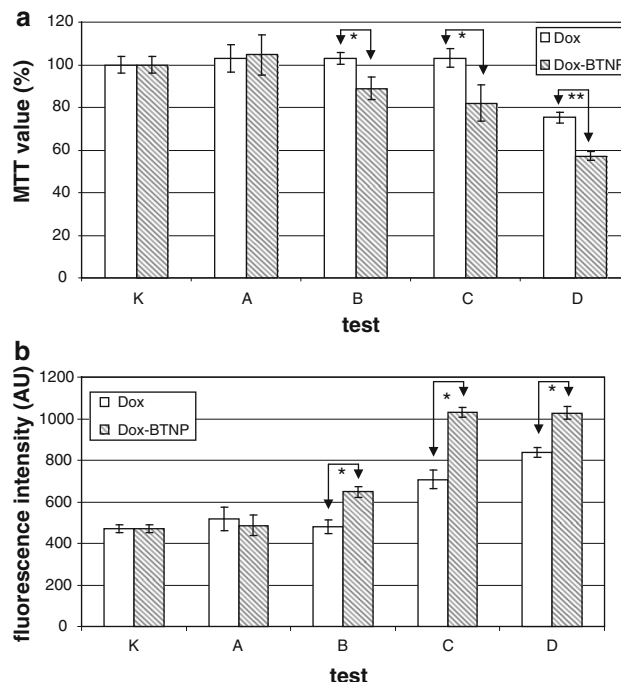 a
MTT value (%)
120
100
80
60
40
20
0
*
*
**
Dox
Dox-BTNP
K A B C D
test
b
fluorescence intensity (AU)
1200
1000
800
600
400
200
0
Dox
Dox-BTNP
*
*
*
K A B C D
test